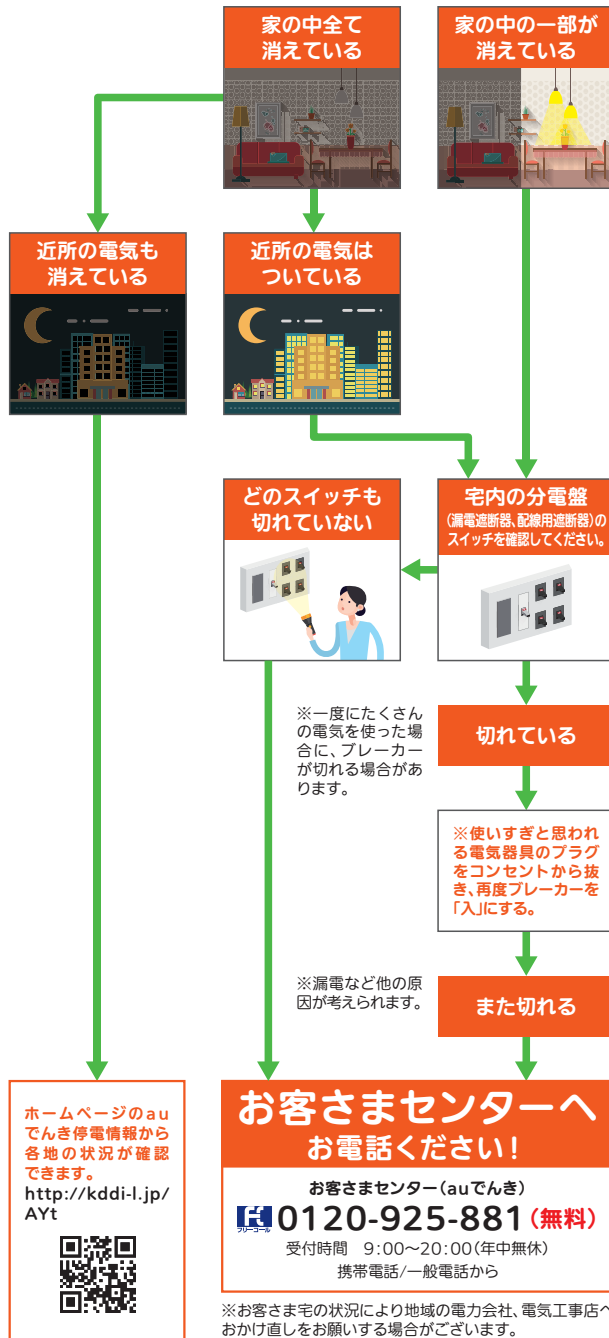 家の中全て
消えている
家の中の一部が
消えている
近所の電気も
消えている
近所の電気は
ついている
どのスイッチも
切れていない
宅内の分電盤
(漏電遮断器、配線用遮断器)の
スイッチを確認してください。
※一度にたくさん
の電気を使った場
合に、ブレーカー
が切れる場合があ
ります。
切れている
※使いすぎと思われ
る電気器具のプラグ
をコンセントから抜
き、再度ブレーカーを
「入」にする。
※漏電など他の原
因が考えられます。
また切れる
ホームページのau
でんき停電情報から
各地の状況が確認
できます。
http://kddi-l.jp/
AYt
お客さまセンターへ
お電話ください!
お客さまセンター(auでんき)
フリーコール 0120-925-881(無料)
受付時間 9:00〜20:00(年中無休)
携帯電話/一般電話から
※お客さま宅の状況により地域の電力会社、電気工事店へ
おかけ直しをお願いする場合がございます。